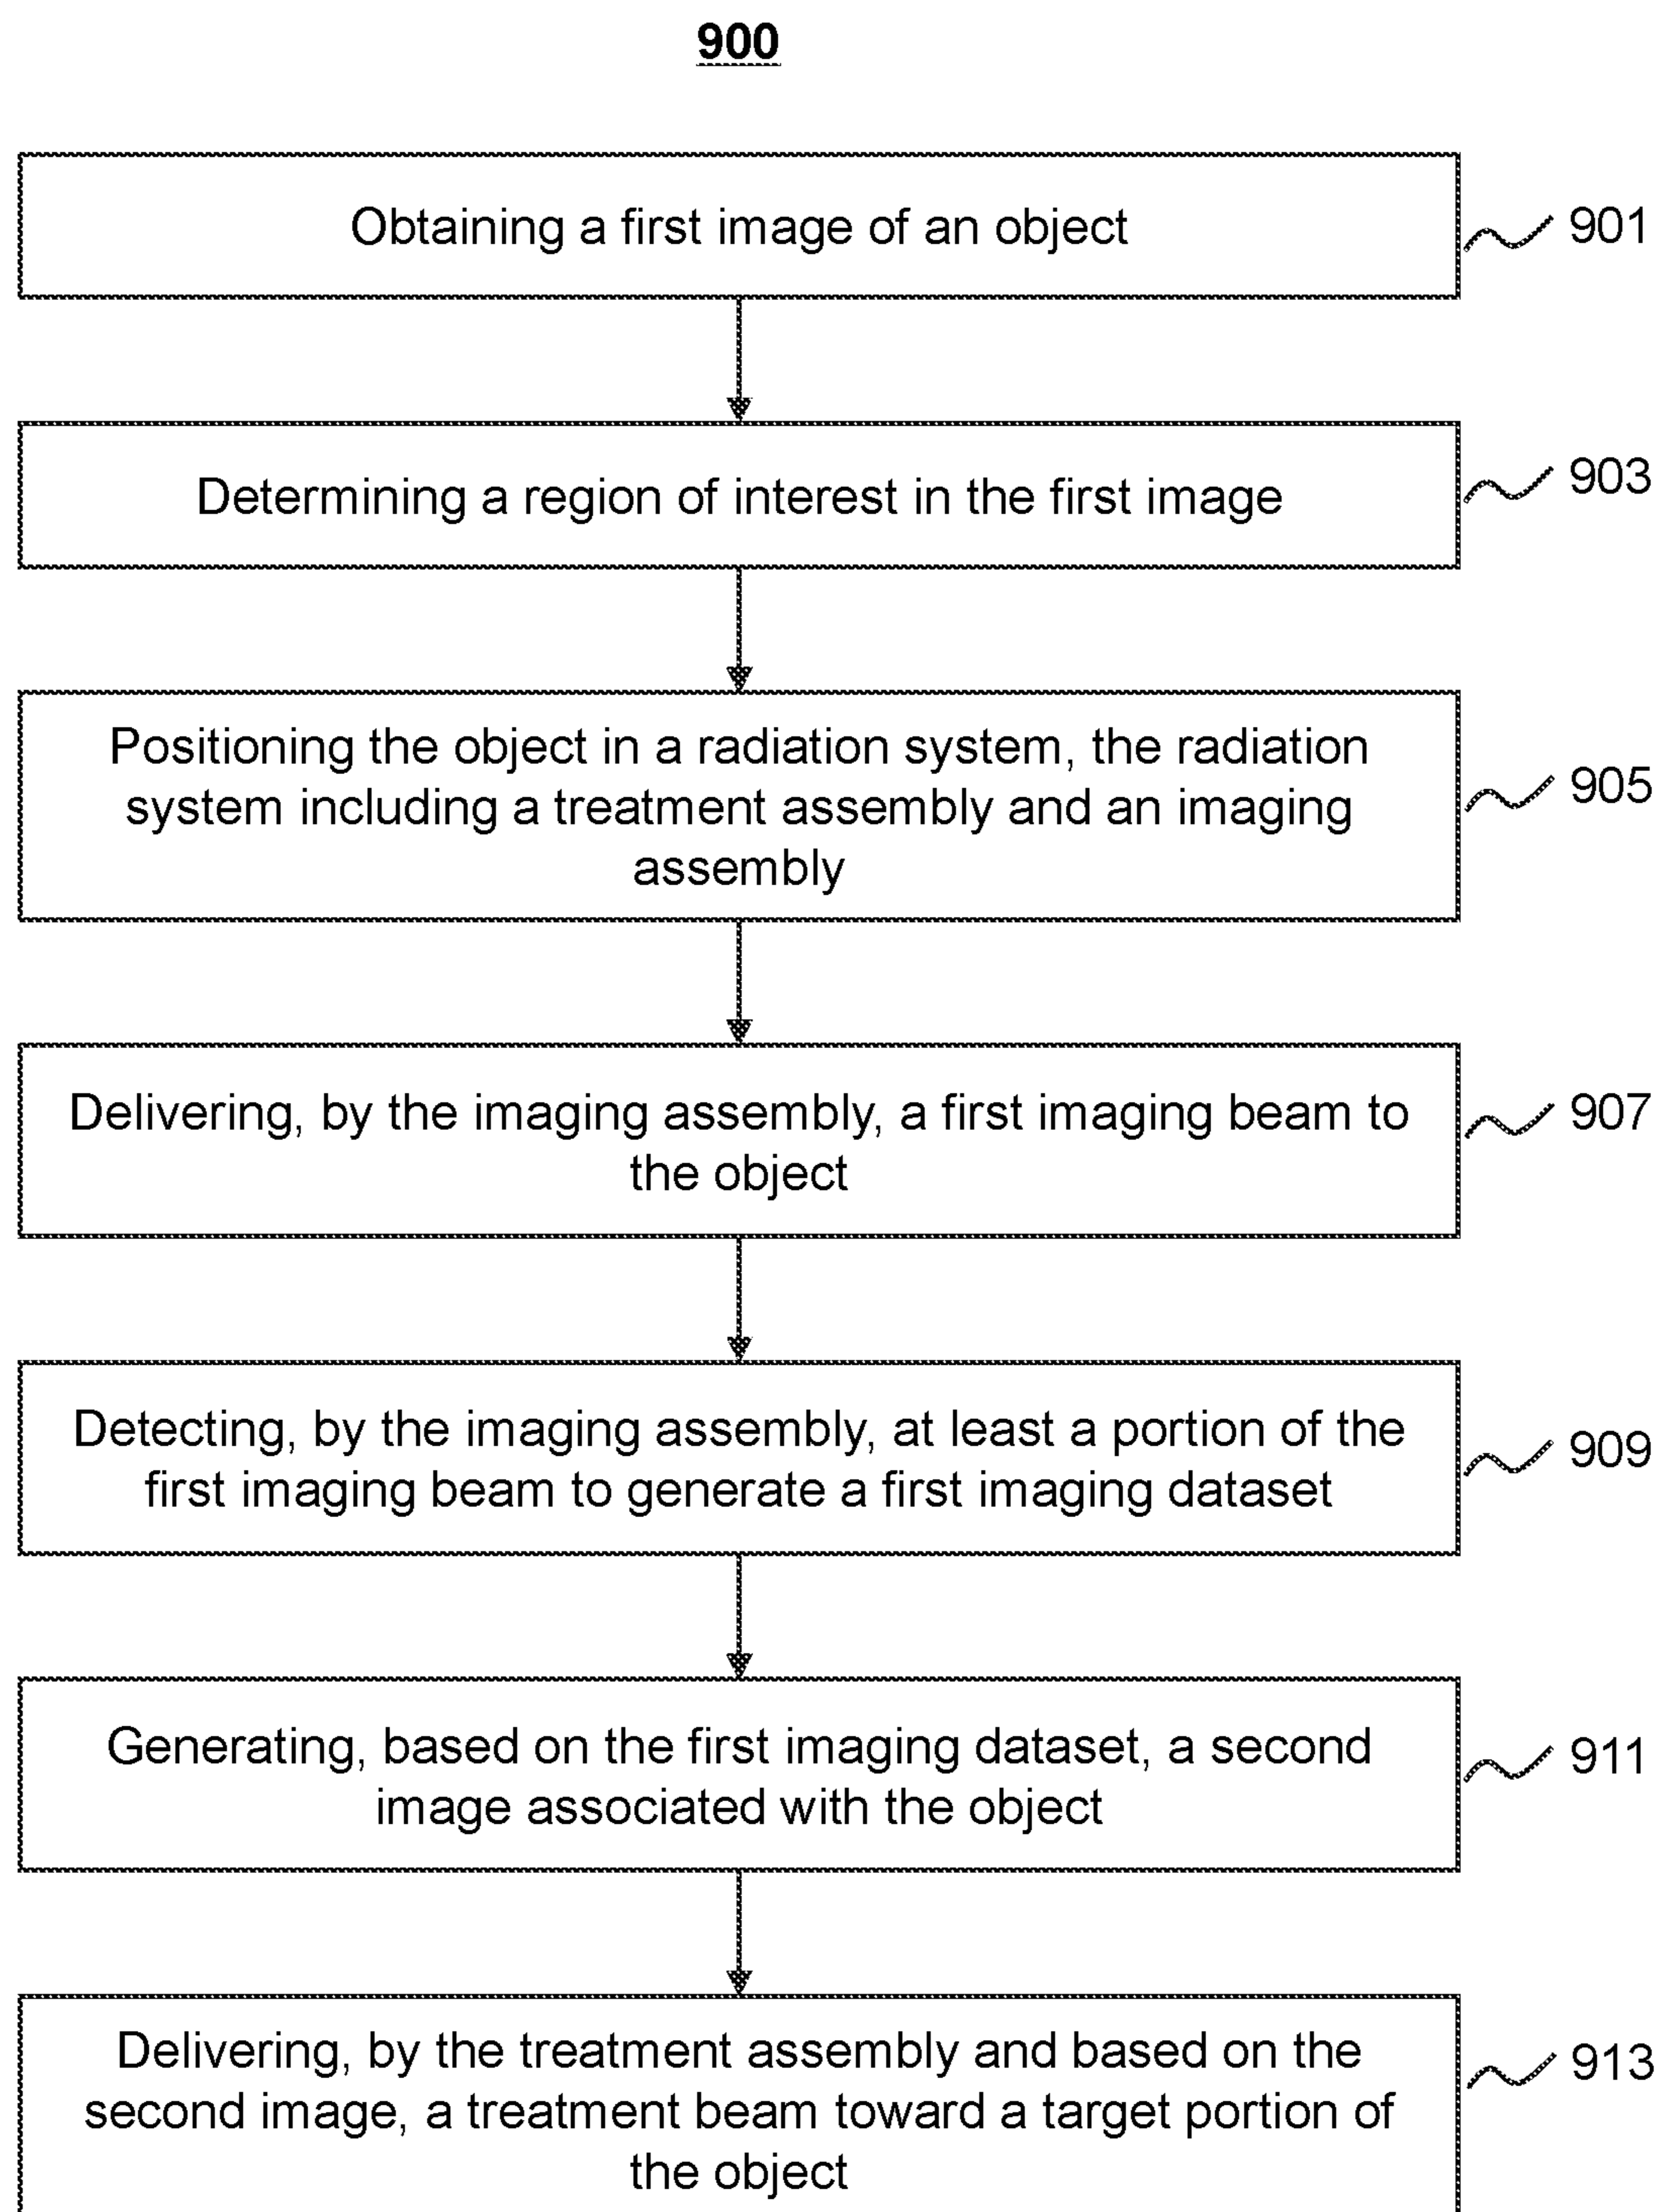 900
Obtaining a first image of an object
901
Determining a region of interest in the first image
903
Positioning the object in a radiation system, the radiation
system including a treatment assembly and an imaging
assembly
905
Delivering, by the imaging assembly, a first imaging beam to
the object
907
Detecting, by the imaging assembly, at least a portion of the
first imaging beam to generate a first imaging dataset
909
Generating, based on the first imaging dataset, a second
image associated with the object
911
Delivering, by the treatment assembly and based on the
second image, a treatment beam toward a target portion of
the object
913